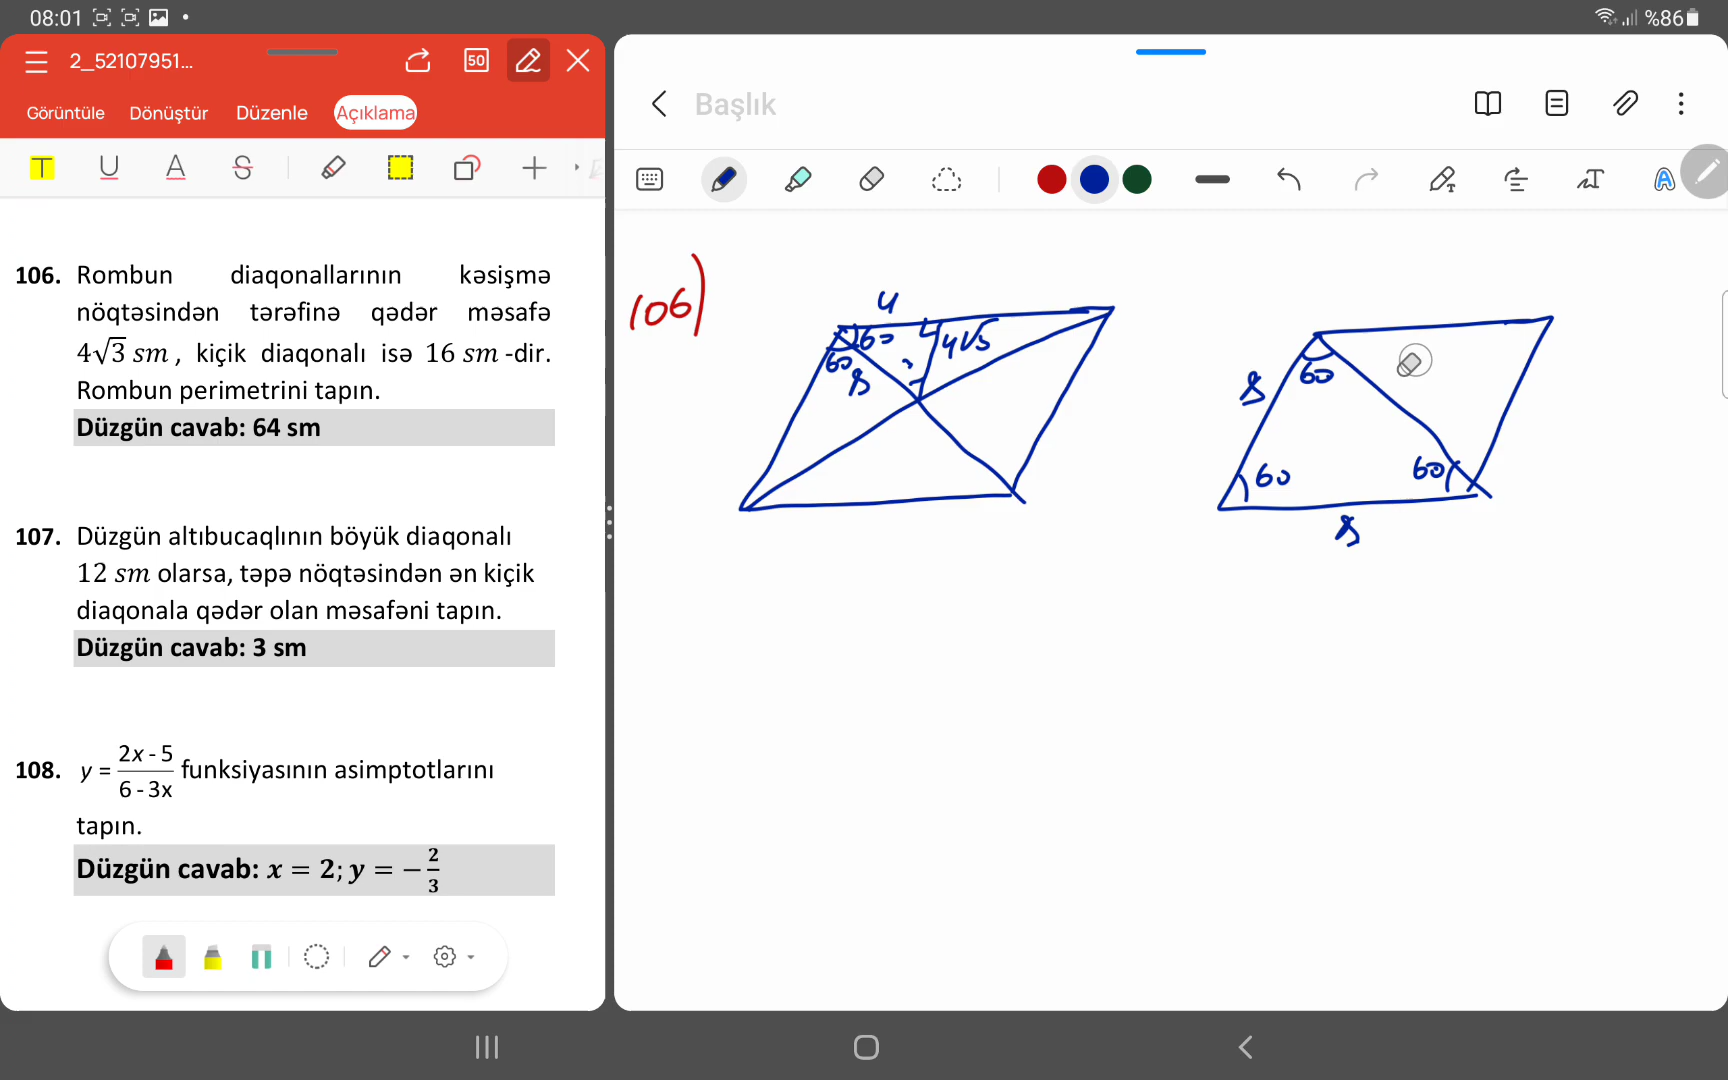 08:01
%86
2_52107951...
50
Görüntüle Dönüştür Düzenle Açıklama
T U A S
Başlık
106. Rombun diaqonallarının kəsişmə
nöqtəsindən tərəfinə qədər məsafə
4√3 sm, kiçik diaqonalı isə 16 sm -dir.
Rombun perimetrini tapın.
Düzgün cavab: 64 sm
107. Düzgün altıbucaqlının böyük diaqonalı
12 sm olarsa, təpə nöqtəsindən ən kiçik
diaqonala qədər olan məsafəni tapın.
Düzgün cavab: 3 sm
108. y = (2x - 5)/(6 - 3x) funksiyasının asimptotlarını
tapın.
Düzgün cavab: x = 2; y = −2/3
106)
4
60
4√3
60
8
8
60
60
60
8